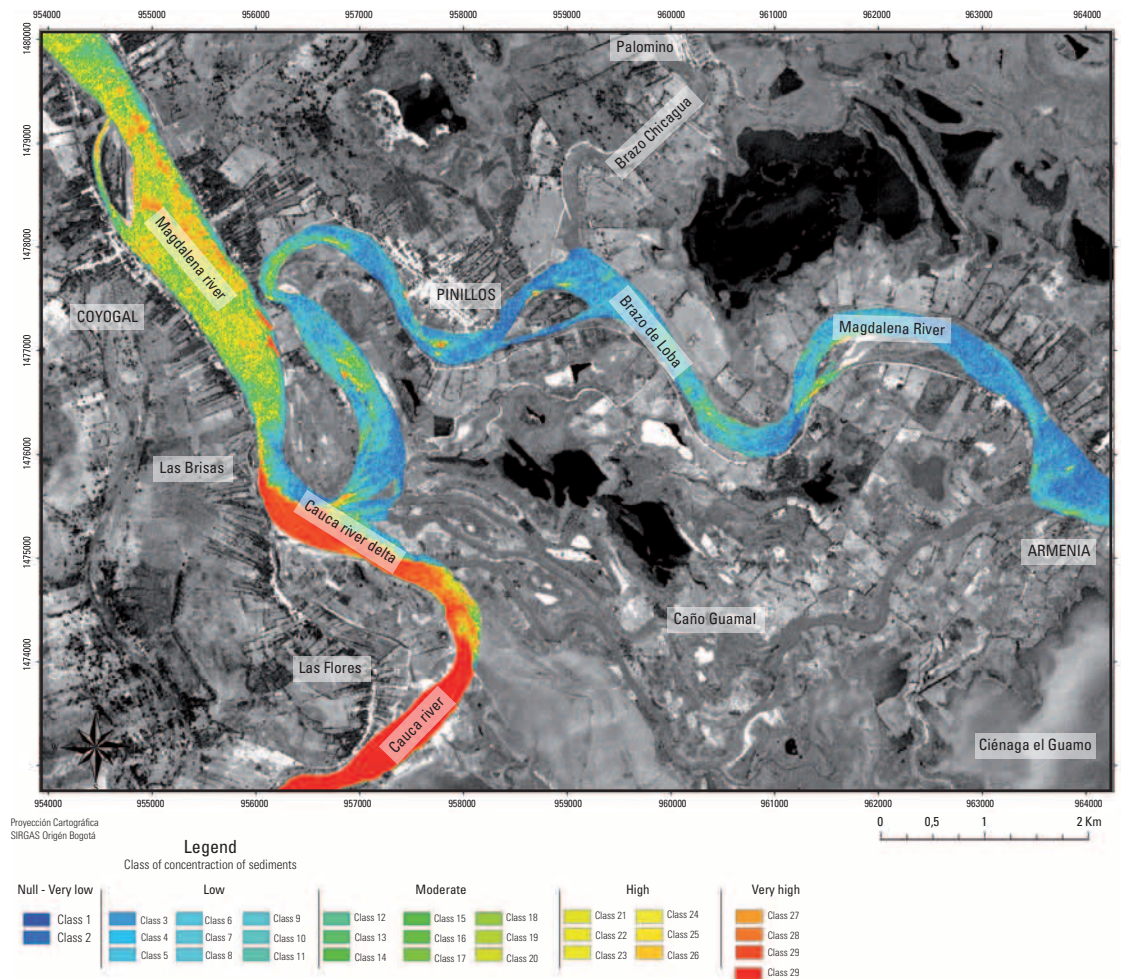 954000 955000 956000 957000 958000 959000 960000 961000 962000 963000 964000
1480000
1479000
1478000
1477000
1476000
1475000
1474000
Palomino
Brazo Chicagua
Magdalena river
COYOGAL
PINILLOS
Brazo de Loba
Magdalena River
Las Brisas
Cauca river delta
ARMENIA
Caño Guamal
Las Flores
Cauca river
Ciénaga el Guamo
954000 955000 956000 957000 958000 959000 960000 961000 962000 963000 964000
Proyección Cartográfica
SIRGAS Origén Bogotá
0 0,5 1 2 Km
Legend
Class of concentraction of sediments
Null - Very low
Class 1
Class 2
Low
Class 3 Class 6 Class 9
Class 4 Class 7 Class 10
Class 5 Class 8 Class 11
Moderate
Class 12 Class 15 Class 18
Class 13 Class 16 Class 19
Class 14 Class 17 Class 20
High
Class 21 Class 24
Class 22 Class 25
Class 23 Class 26
Very high
Class 27
Class 28
Class 29
Class 29